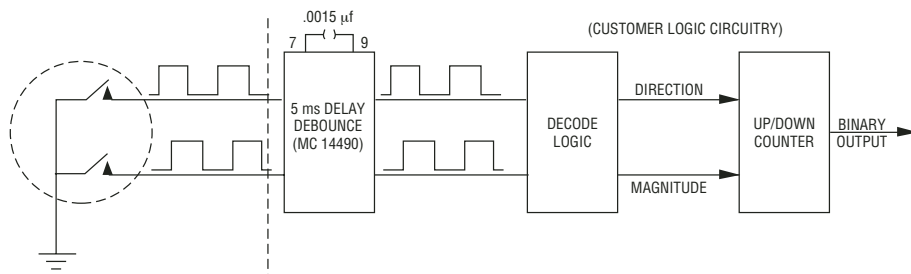 .0015 µf
7 9
(CUSTOMER LOGIC CIRCUITRY)
5 ms DELAY
DEBOUNCE
(MC 14490)
DECODE
LOGIC
DIRECTION
MAGNITUDE
UP/DOWN
COUNTER
BINARY
OUTPUT